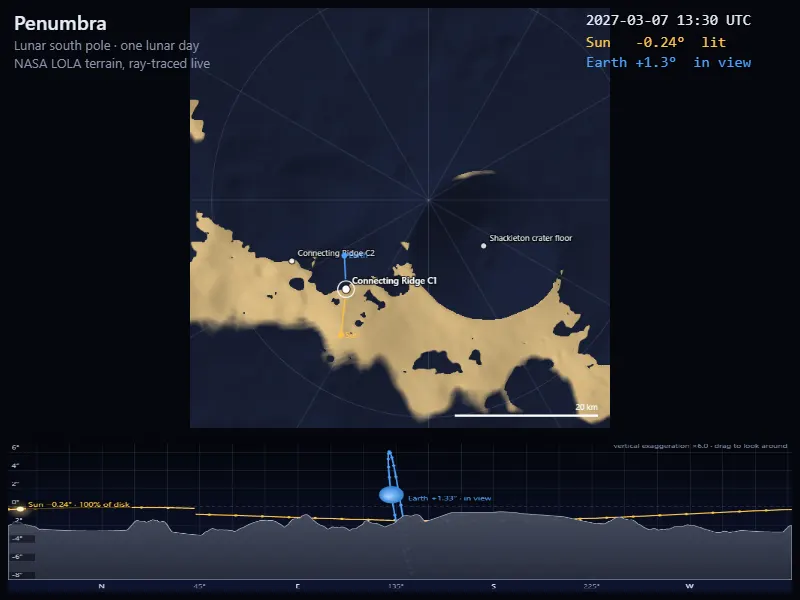 Penumbra
Lunar south pole · one lunar day
NASA LOLA terrain, ray-traced live
2027-03-07 13:30 UTC
Sun -0.24° lit
Earth +1.3° in view
Shackleton crater floor
Connecting Ridge C2
Connecting Ridge C1
20 km
vertical exaggeration ×6.0 · drag to look around
6°
4°
2°
0°
-2°
-4°
-6°
-8°
Sun −0.24° · 100% of disk
Earth +1.33° · in view
N 45° E 135° S 225° W